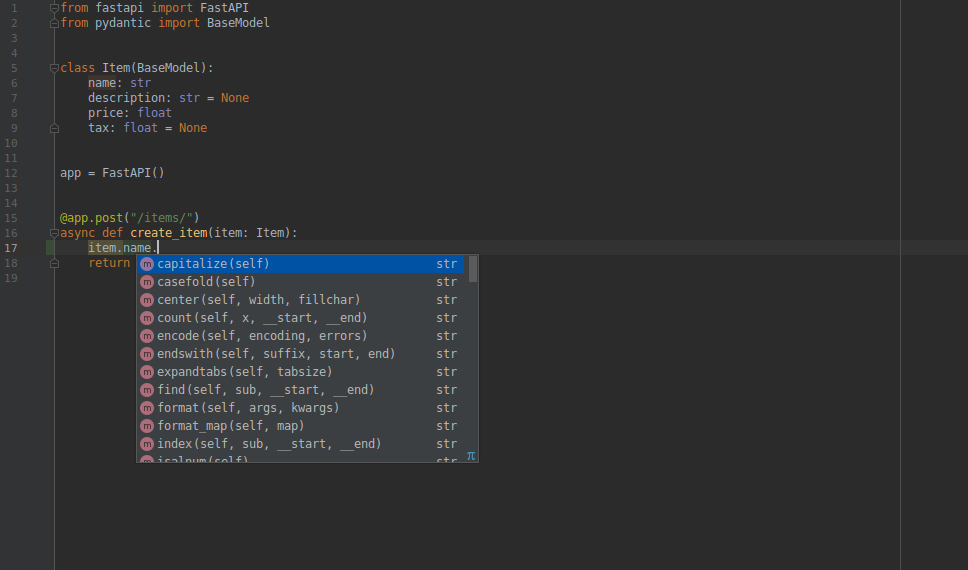 1 from fastapi import FastAPI
2 from pydantic import BaseModel
3
4
5 class Item(BaseModel):
6 name: str
7 description: str = None
8 price: float
9 tax: float = None
10
11
12 app = FastAPI()
13
14
15 @app.post("/items/")
16 async def create_item(item: Item):
17 item.name.
18 return
19
m capitalize(self) str
m casefold(self) str
m center(self, width, fillchar) str
m count(self, x, __start, __end) str
m encode(self, encoding, errors) str
m endswith(self, suffix, start, end) str
m expandtabs(self, tabsize) str
m find(self, sub, __start, __end) str
m format(self, args, kwargs) str
m format_map(self, map) str
m index(self, sub, __start, __end) str
m isalnum(self) str
π